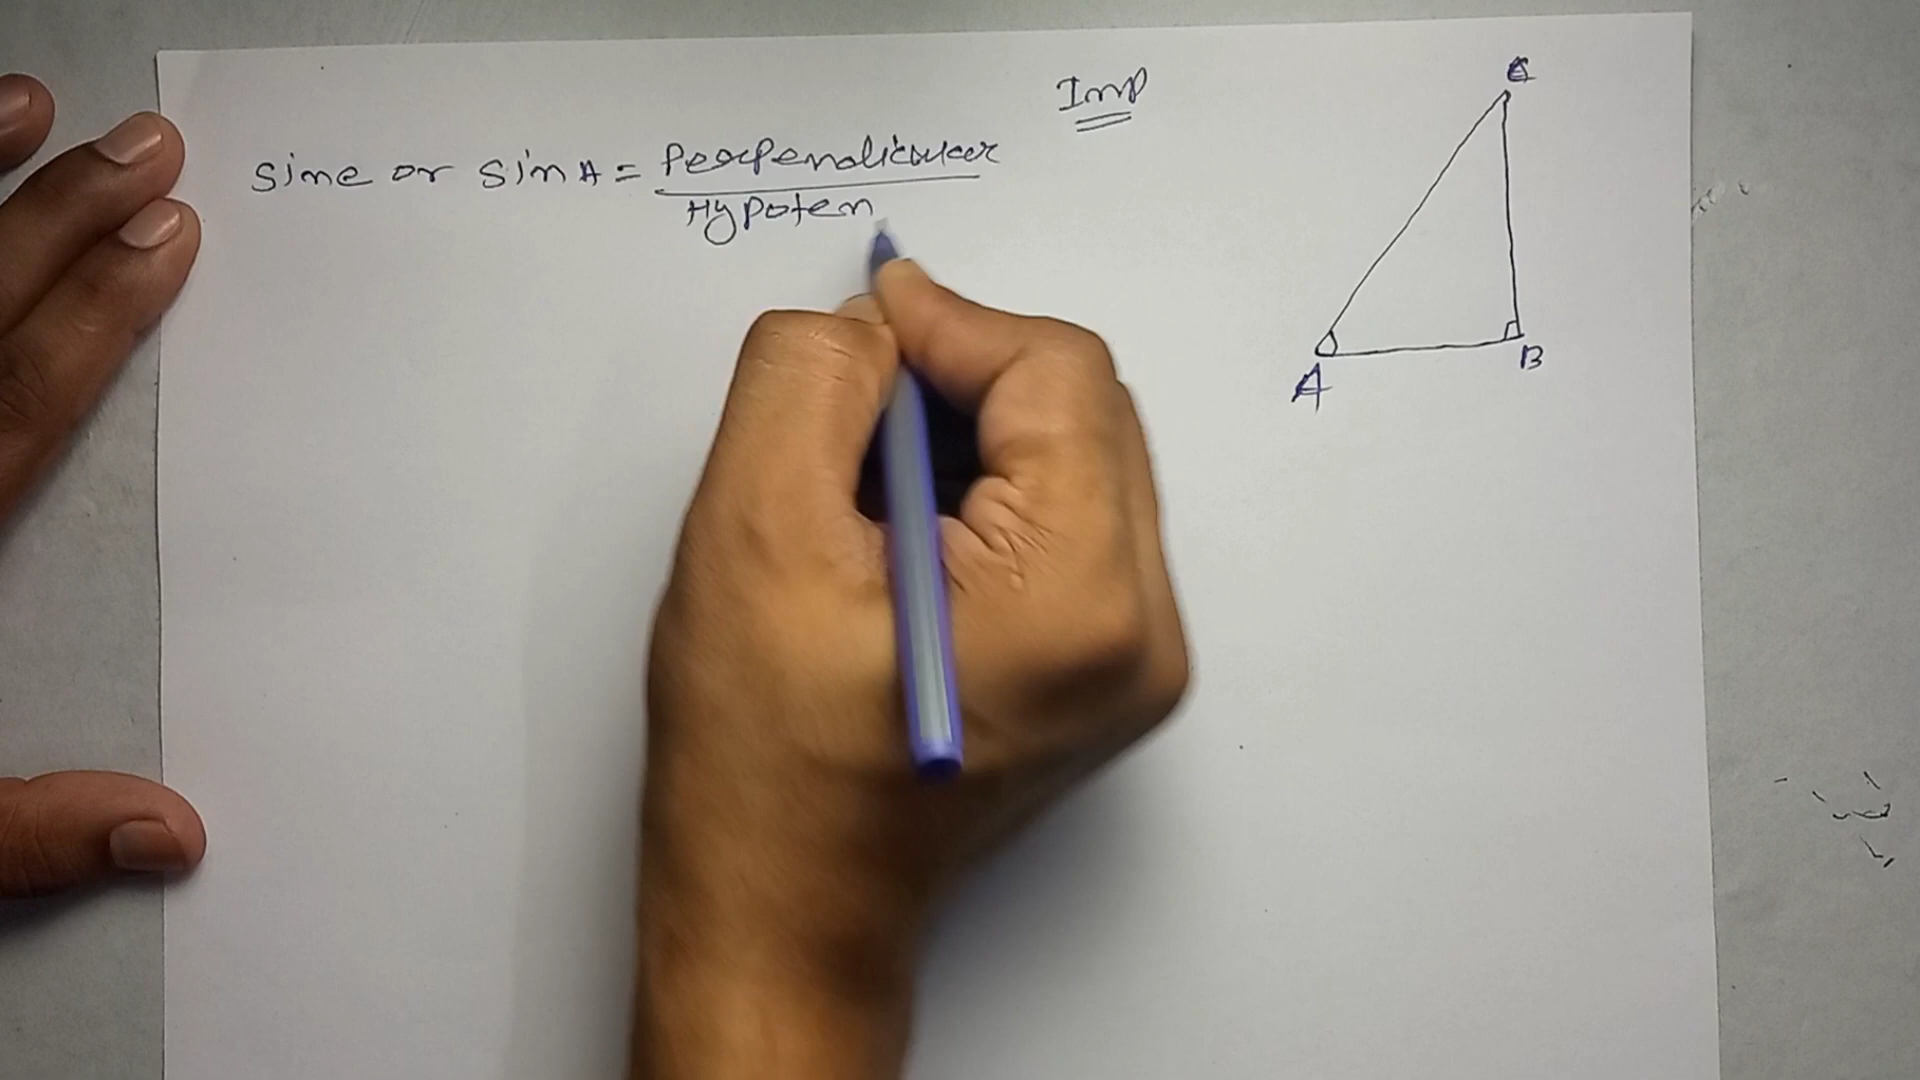 Imp
Sine or Sin A = Perpendicular
Hypoten
C
A
B